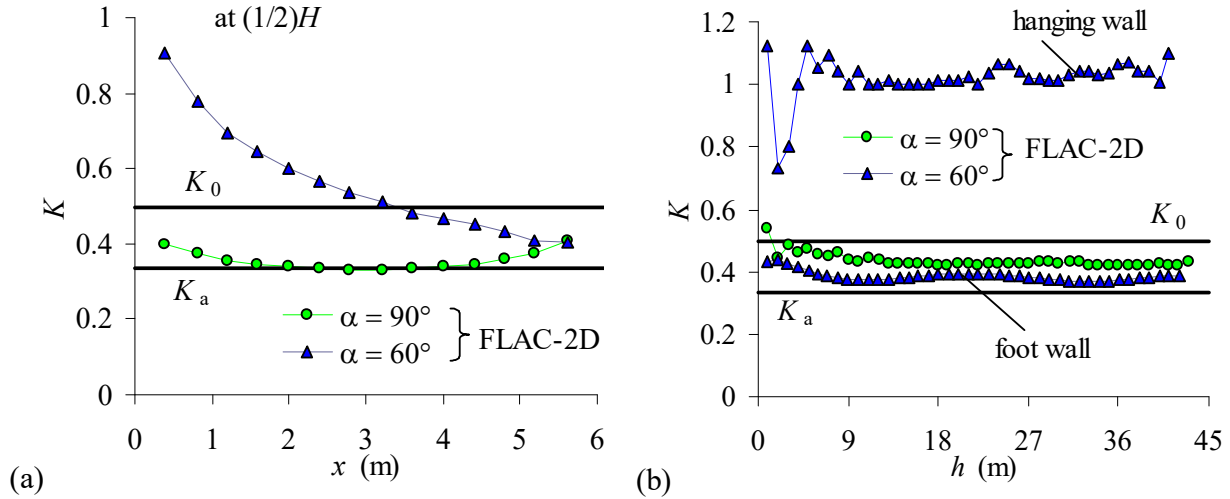 at (1/2)H
1
0.8
0.6
0.4
0.2
0
K
K0
Ka
α = 90°
α = 60°
FLAC-2D
0 1 2 3 4 5 6
x (m)
(a)
1.2
1
0.8
0.6
0.4
0.2
0
K
hanging wall
α = 90°
α = 60°
FLAC-2D
K0
Ka
foot wall
0 9 18 27 36 45
h (m)
(b)